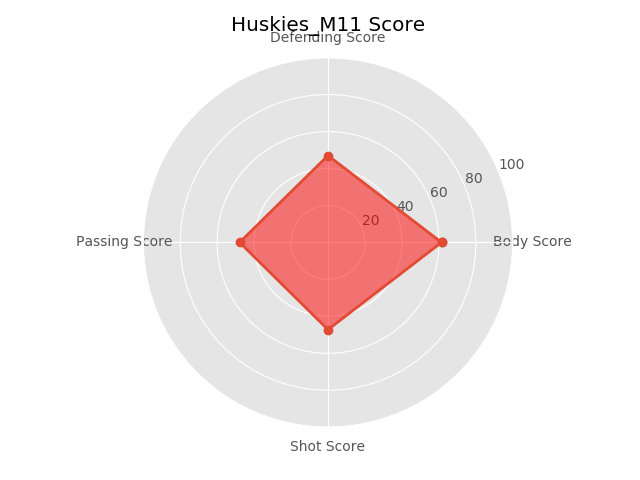 Huskies_M11 Score
Defending Score
100
80
60
40
20
Passing Score
Body Score
Shot Score